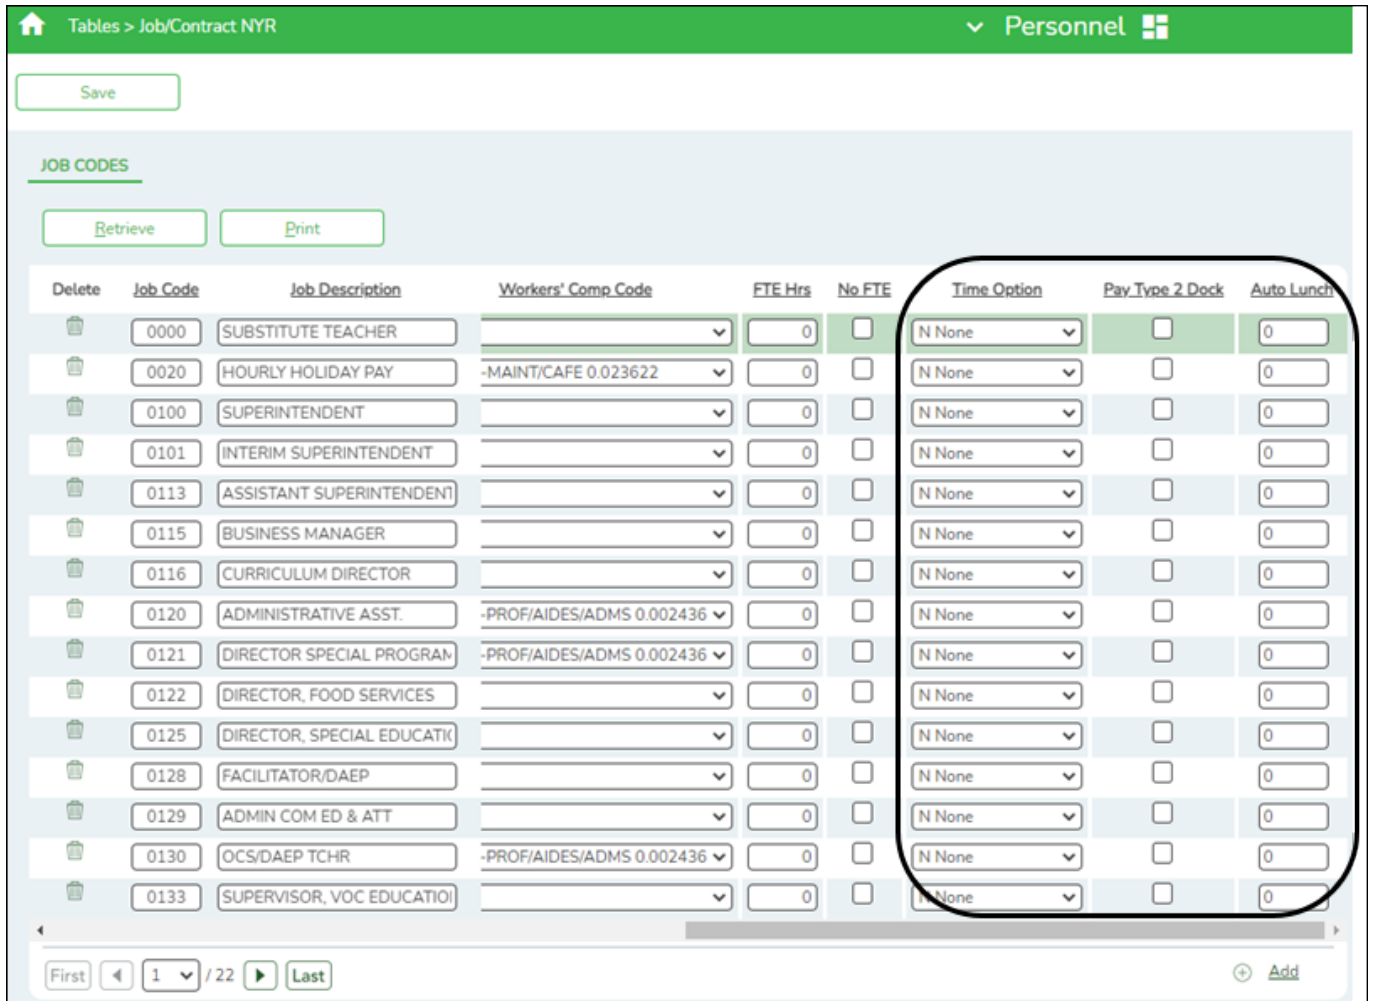 Tables > Job/Contract NYR
Personnel
Save
JOB CODES
Retrieve Print
Delete Job Code Job Description Workers' Comp Code FTE Hrs No FTE Time Option Pay Type 2 Dock Auto Lunch
0000 SUBSTITUTE TEACHER 0 N None 0
0020 HOURLY HOLIDAY PAY -MAINT/CAFE 0.023622 0 N None 0
0100 SUPERINTENDENT 0 N None 0
0101 INTERIM SUPERINTENDENT 0 N None 0
0113 ASSISTANT SUPERINTENDENT 0 N None 0
0115 BUSINESS MANAGER 0 N None 0
0116 CURRICULUM DIRECTOR 0 N None 0
0120 ADMINISTRATIVE ASST. -PROF/AIDES/ADMS 0.002436 0 N None 0
0121 DIRECTOR SPECIAL PROGRAM -PROF/AIDES/ADMS 0.002436 0 N None 0
0122 DIRECTOR, FOOD SERVICES 0 N None 0
0125 DIRECTOR, SPECIAL EDUCATIO 0 N None 0
0128 FACILITATOR/DAEP 0 N None 0
0129 ADMIN COM ED & ATT 0 N None 0
0130 OCS/DAEP TCHR -PROF/AIDES/ADMS 0.002436 0 N None 0
0133 SUPERVISOR, VOC EDUCATIO 0 N None 0
First 1 / 22 Last Add